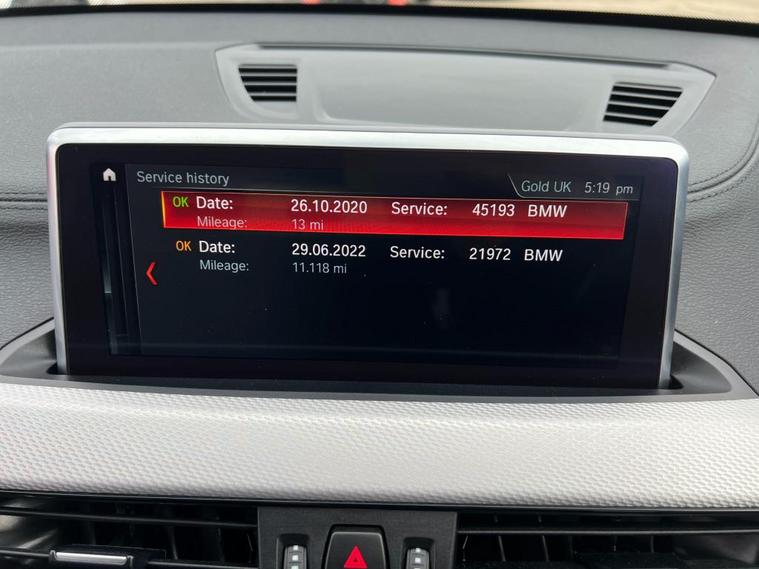 Service history
Gold UK 5:19 pm
OK Date: 26.10.2020 Service: 45193 BMW
Mileage: 13 mi
OK Date: 29.06.2022 Service: 21972 BMW
Mileage: 11.118 mi